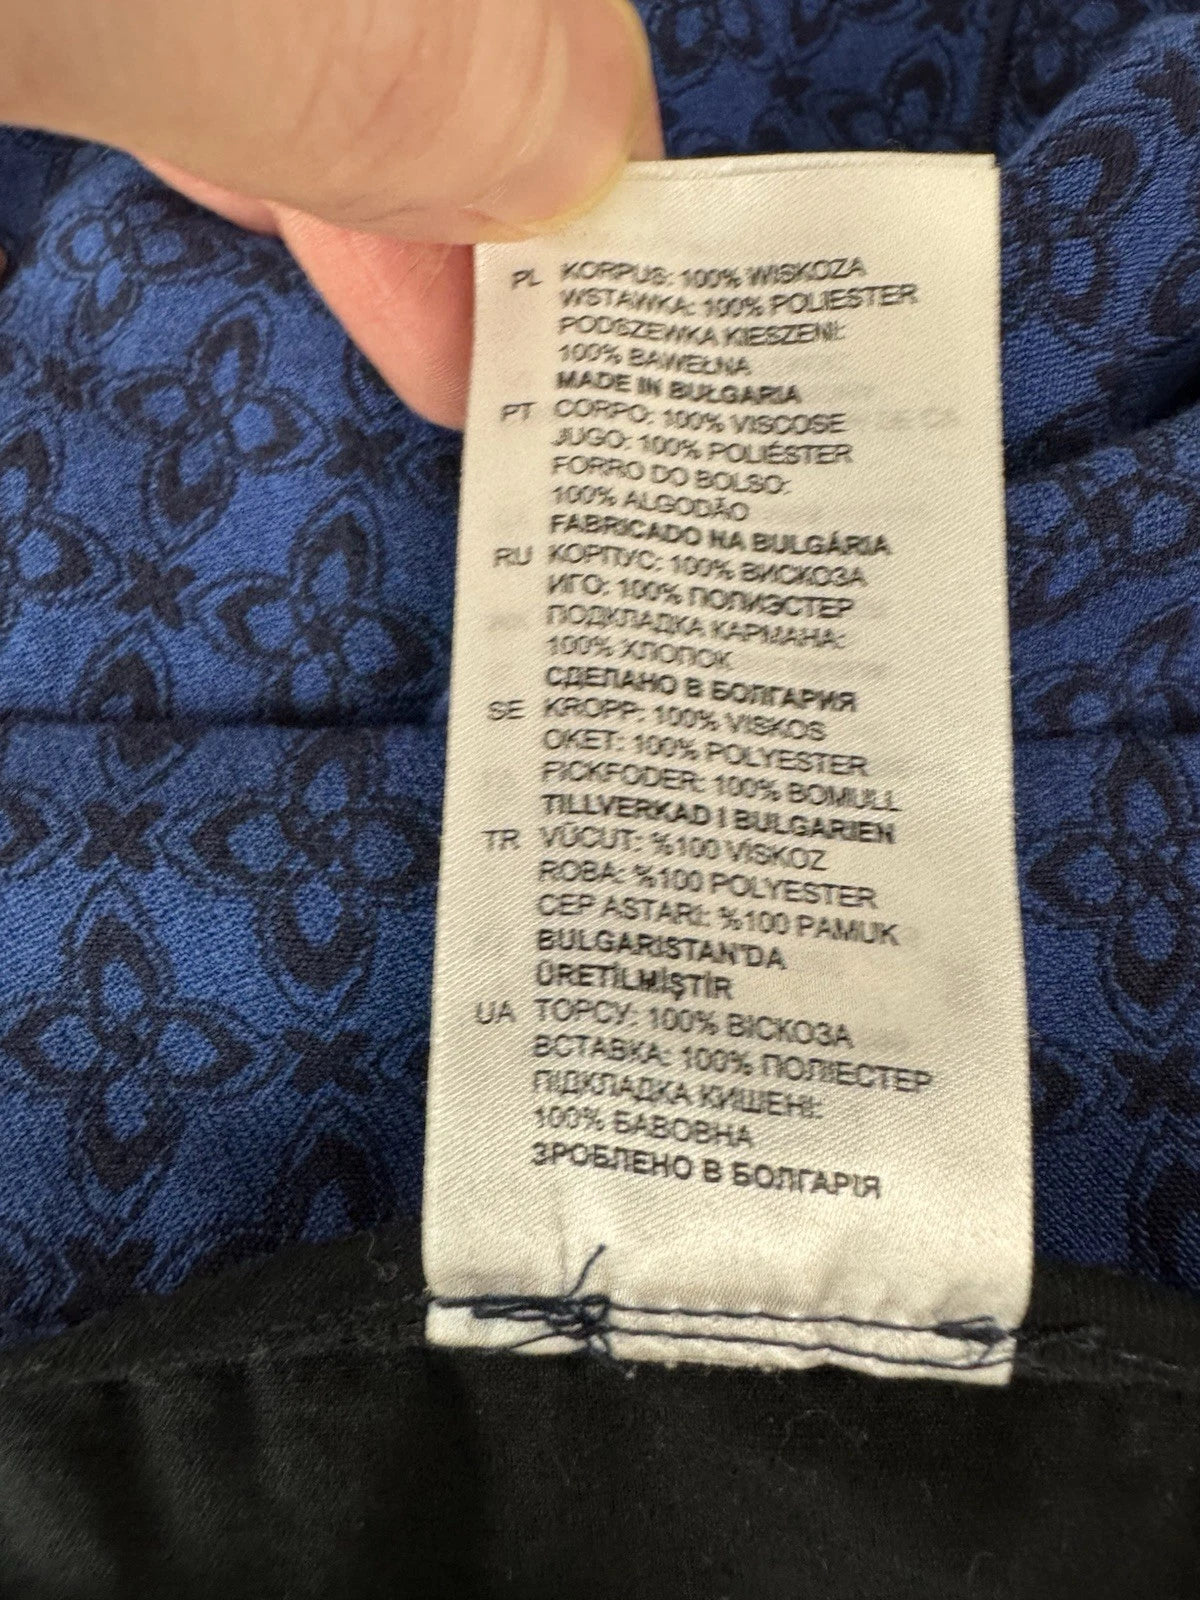 PL KORPUS: 100% WISKOZA
WSTAWKA: 100% POLIESTER
PODSZEWKA KIESZENI:
100% BAWEŁNA
MADE IN BUŁGARIA
PT CORPO: 100% VISCOSE
JUGO: 100% POLIÉSTER
FORRO DO BOLSO:
100% ALGODÃO
FABRICADO NA BULGÁRIA
RU КОРПУС: 100% ВИСКОЗА
ИГО: 100% ПОЛИЭСТЕР
ПОДКЛАДКА КАРМАНА:
100% ХЛОПОК
СДЕЛАНО В БОЛГАРИЯ
SE KROPP: 100% VISKOS
OKET: 100% POLYESTER
FICKFODER: 100% BOMULL
TILLVERKAD I BULGARIEN
TR VÜCUT: %100 VİSKOZ
ROBA: %100 POLYESTER
CEP ASTARI: %100 PAMUK
BULGARISTAN'DA
ÜRETİLMİŞTİR
UA ТОРСУ: 100% ВІСКОЗА
ВСТАВКА: 100% ПОЛІЕСТЕР
ПІДКЛАДКА КИШЕНІ:
100% БАВОВНА
ЗРОБЛЕНО В БОЛГАРІЯ